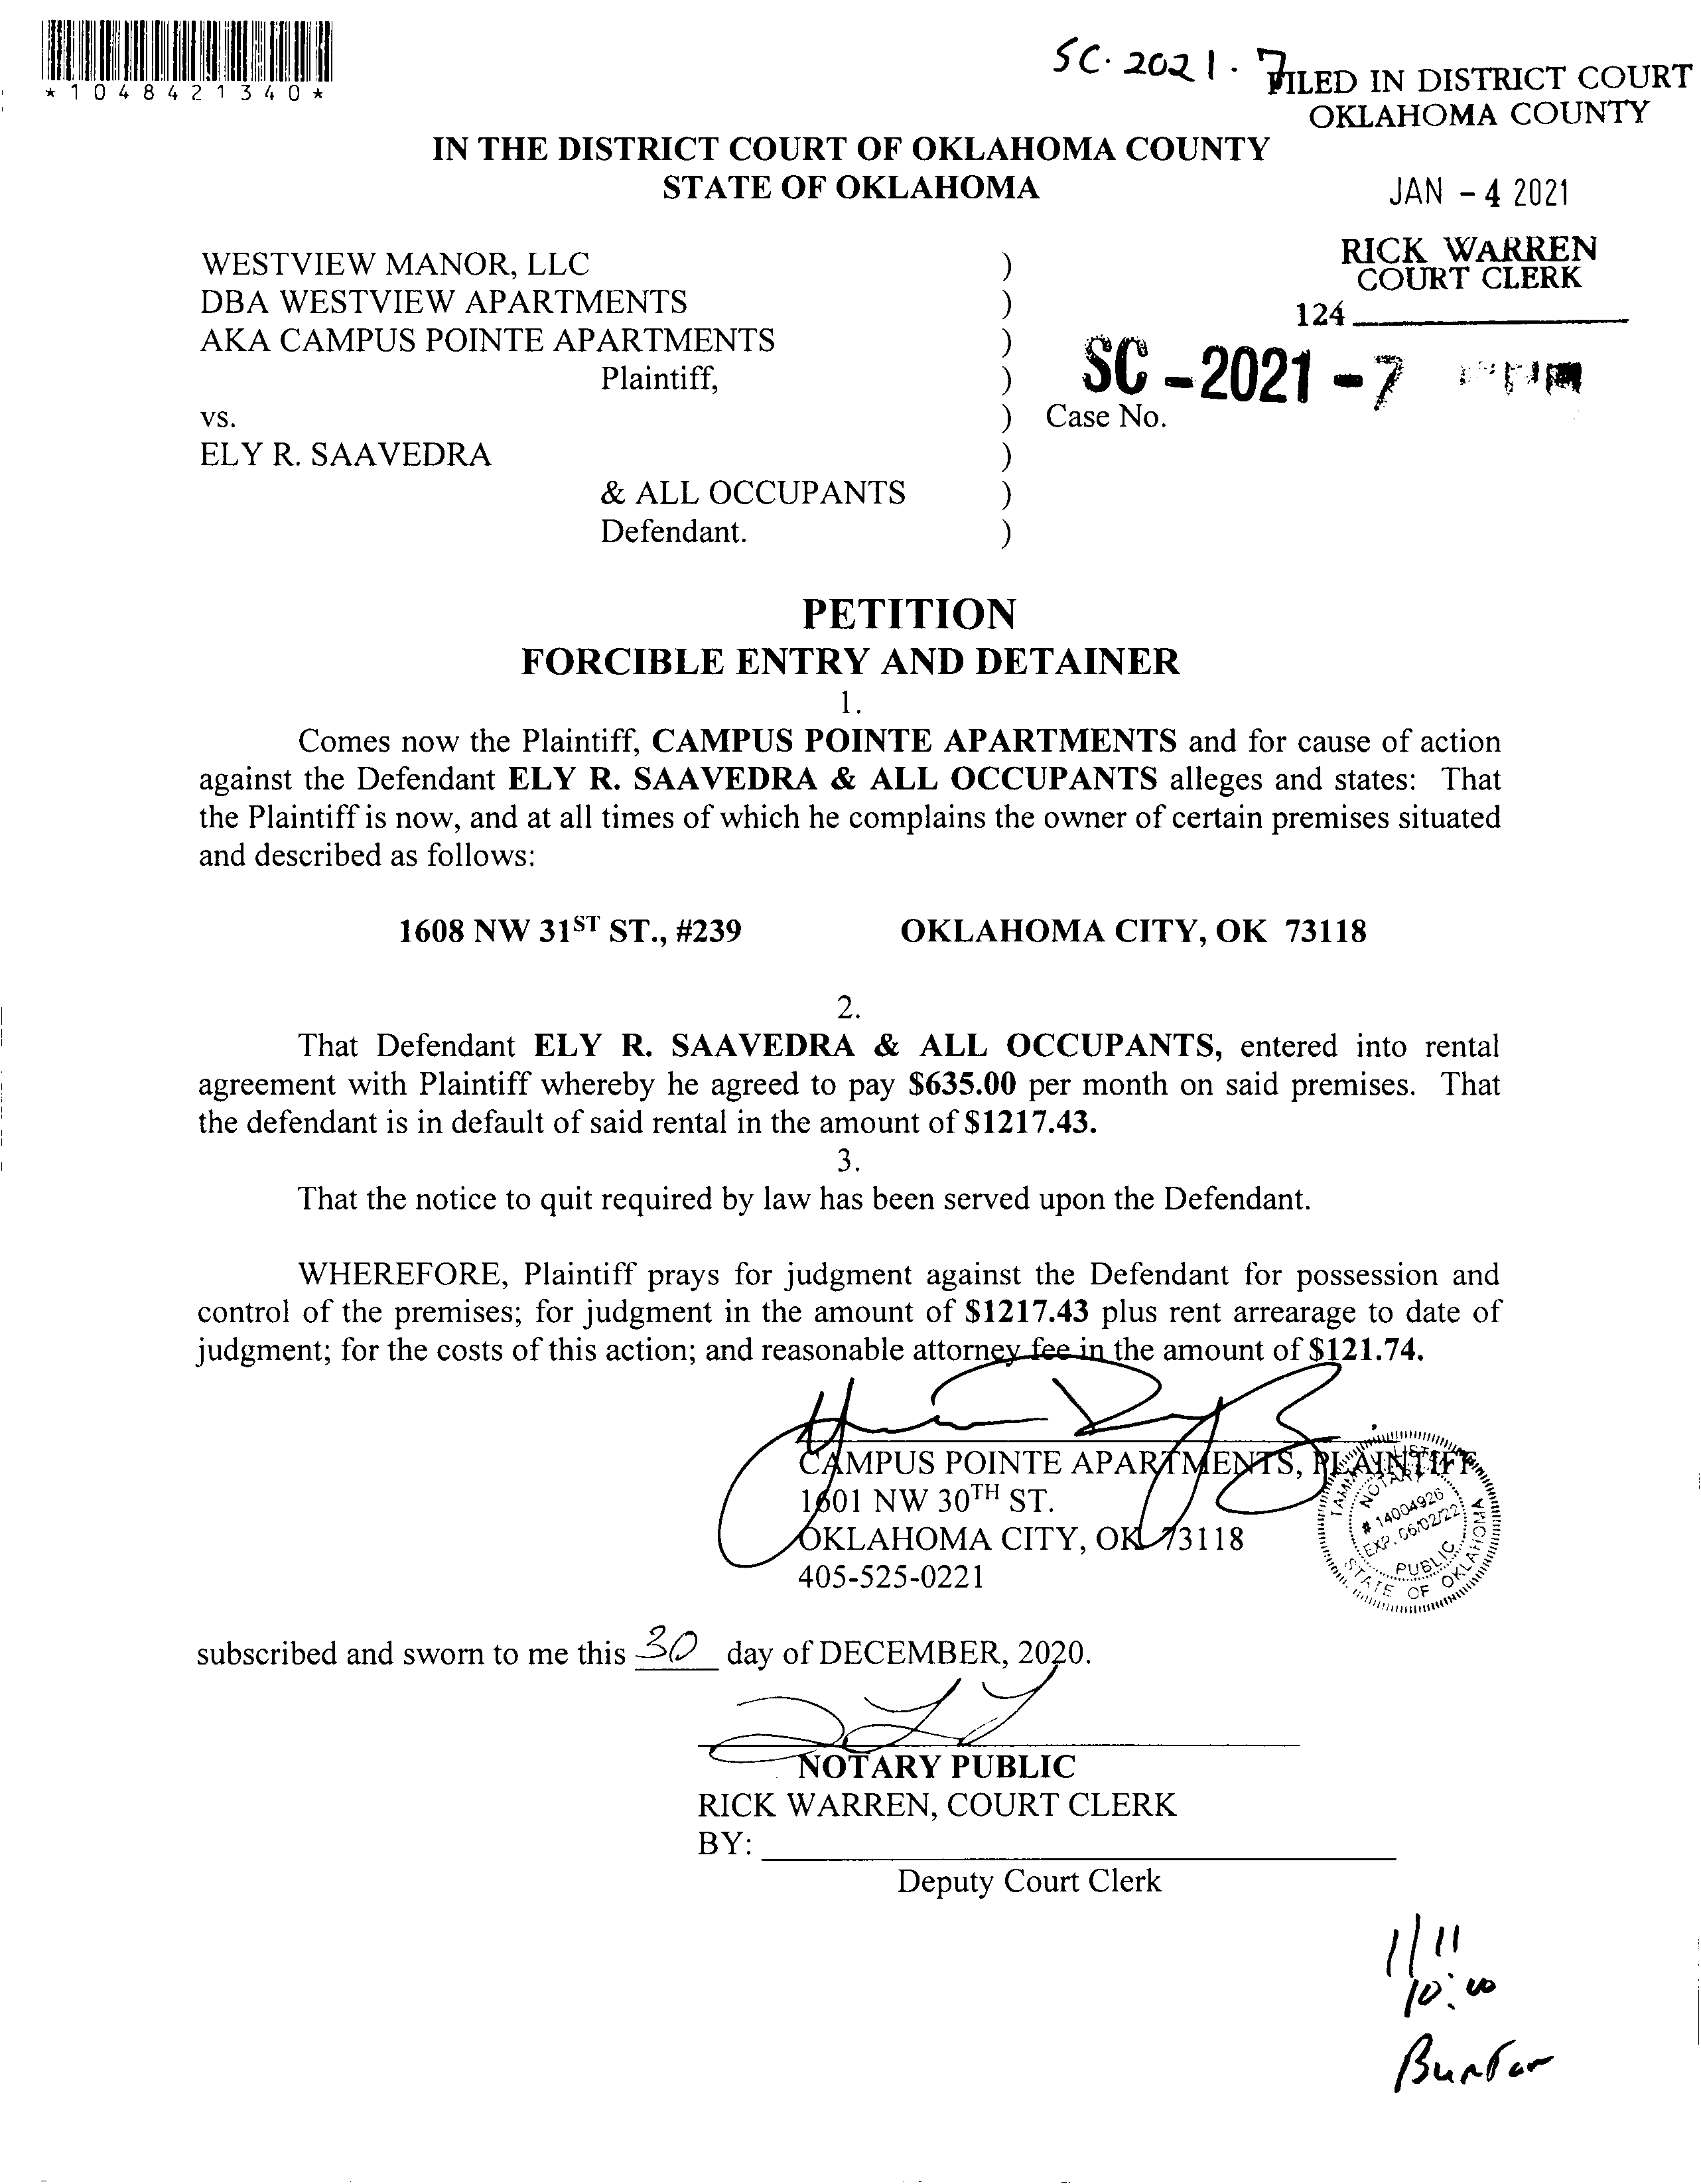 *1048421340*
SC. 2021. 7
FILED IN DISTRICT COURT
OKLAHOMA COUNTY
IN THE DISTRICT COURT OF OKLAHOMA COUNTY
STATE OF OKLAHOMA
JAN - 4 2021
RICK WARREN
COURT CLERK
124
WESTVIEW MANOR, LLC )
DBA WESTVIEW APARTMENTS )
AKA CAMPUS POINTE APARTMENTS )
Plaintiff, )
SC - 2021 - 7
vs. ) Case No.
ELY R. SAAVEDRA )
& ALL OCCUPANTS )
Defendant. )
PETITION
FORCIBLE ENTRY AND DETAINER
1.
Comes now the Plaintiff, CAMPUS POINTE APARTMENTS and for cause of action
against the Defendant ELY R. SAAVEDRA & ALL OCCUPANTS alleges and states: That
the Plaintiff is now, and at all times of which he complains the owner of certain premises situated
and described as follows:
1608 NW 31ST ST., #239 OKLAHOMA CITY, OK 73118
2.
That Defendant ELY R. SAAVEDRA & ALL OCCUPANTS, entered into rental
agreement with Plaintiff whereby he agreed to pay $635.00 per month on said premises. That
the defendant is in default of said rental in the amount of $1217.43.
3.
That the notice to quit required by law has been served upon the Defendant.
WHEREFORE, Plaintiff prays for judgment against the Defendant for possession and
control of the premises; for judgment in the amount of $1217.43 plus rent arrearage to date of
judgment; for the costs of this action; and reasonable attorney fee in the amount of $121.74.
CAMPUS POINTE APARTMENTS, PLAINTIFF
1601 NW 30TH ST.
OKLAHOMA CITY, OK 73118
405-525-0221
NOTARY
# 14004926
EXP. 06/02/22
PUBLIC
STATE OF OKLAHOMA
subscribed and sworn to me this 30 day of DECEMBER, 2020.
NOTARY PUBLIC
RICK WARREN, COURT CLERK
BY:
Deputy Court Clerk
1/11
10:00